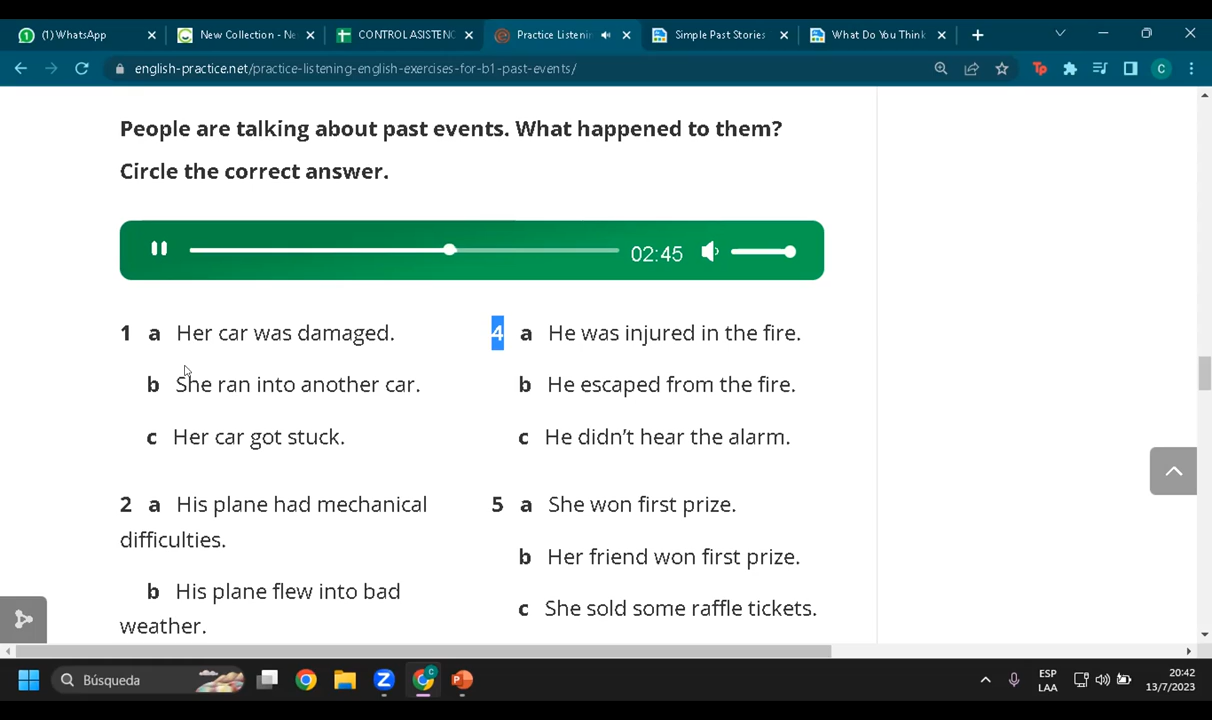 (1) WhatsApp
New Collection - Ne
CONTROL ASISTENC
Practice Listenin
Simple Past Stories
What Do You Think
english-practice.net/practice-listening-english-exercises-for-b1-past-events/
Tp
C
People are talking about past events. What happened to them?
Circle the correct answer.
02:45
1 a Her car was damaged.
b She ran into another car.
c Her car got stuck.
2 a His plane had mechanical
difficulties.
b His plane flew into bad
weather.
4 a He was injured in the fire.
b He escaped from the fire.
c He didn't hear the alarm.
5 a She won first prize.
b Her friend won first prize.
c She sold some raffle tickets.
Búsqueda
ESP
LAA
20:42
13/7/2023